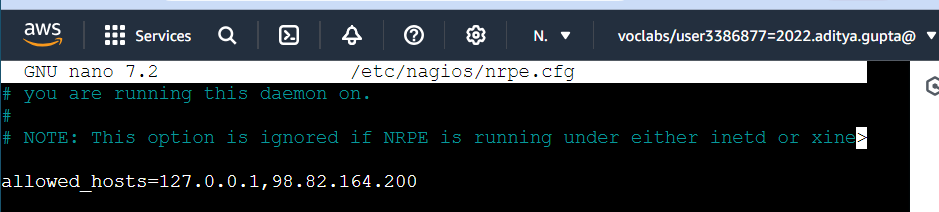 aws Services N. voclabs/user3386877=2022.aditya.gupta@
GNU nano 7.2 /etc/nagios/nrpe.cfg
# you are running this daemon on.
#
# NOTE: This option is ignored if NRPE is running under either inetd or xine>
allowed_hosts=127.0.0.1,98.82.164.200